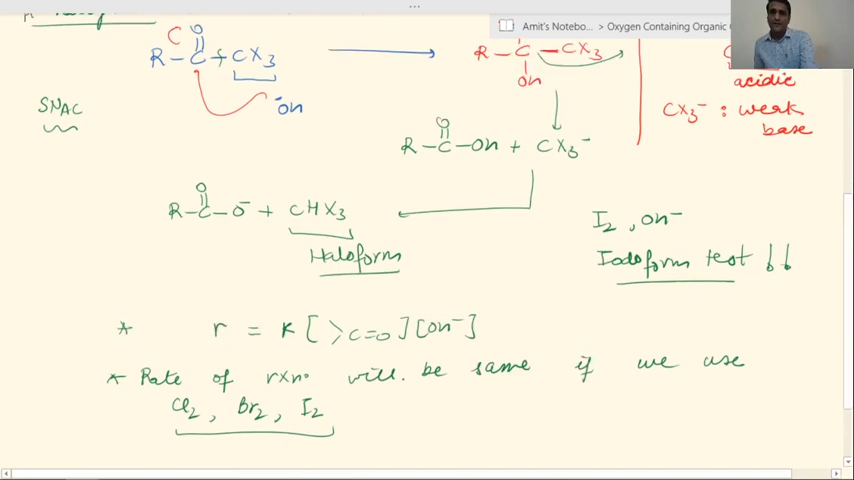 Amit's Notebo... > Oxygen Containing Organic C
C O
R – C + CX3
R – C – CX3
OH
-OH
acidic
SNAC
CX3- : weak
base
O
R – C – OH + CX3-
O
R – C – O- + CHX3
I2 , OH-
Haloform
Iodoform test !!
* r = K [ >C=O ] [OH-]
* Rate of rxn. will be same if we use
Cl2 , Br2 , I2